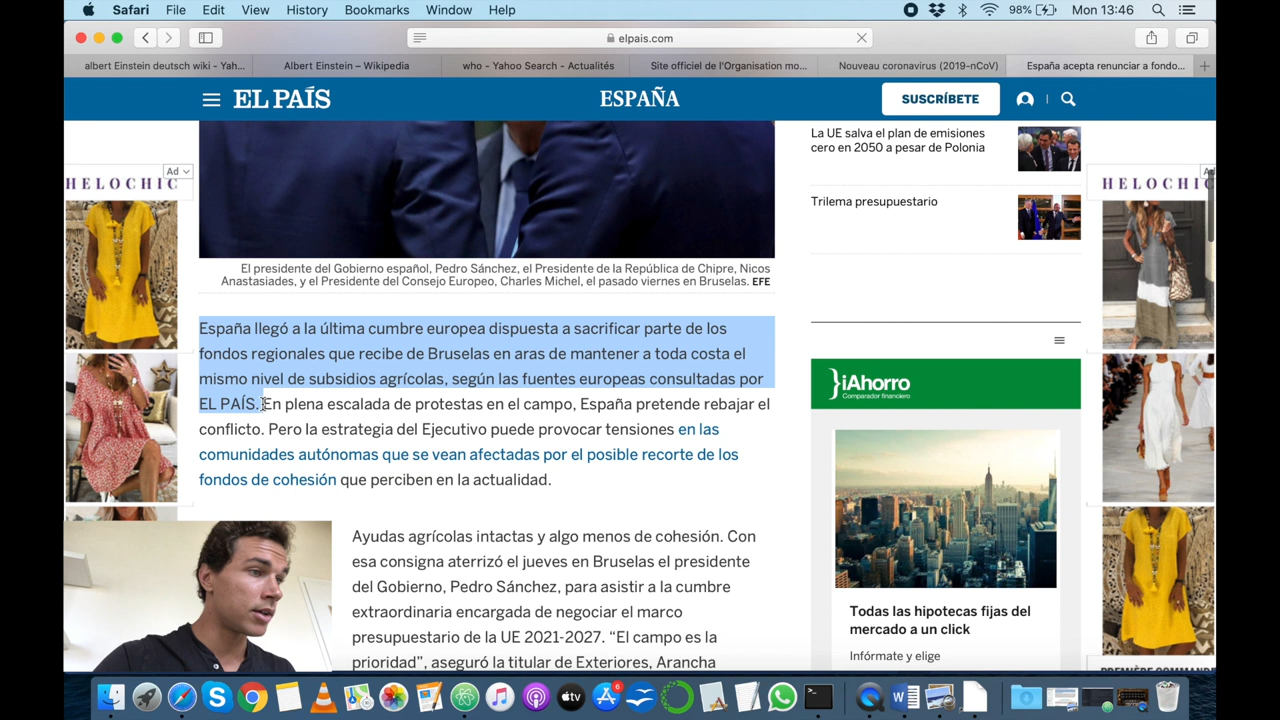 Safari File Edit View History Bookmarks Window Help
98% Mon 13:46
elpais.com
albert Einstein deutsch wiki - Yah...
Albert Einstein – Wikipedia
who - Yahoo Search - Actualités
Site officiel de l'Organisation mo...
Nouveau coronavirus (2019-nCoV)
España acepta renunciar a fondo...
EL PAÍS
ESPAÑA
SUSCRÍBETE
Ad
HELOCHIC
El presidente del Gobierno español, Pedro Sánchez, el Presidente de la República de Chipre, Nicos
Anastasiades, y el Presidente del Consejo Europeo, Charles Michel, el pasado viernes en Bruselas. EFE
España llegó a la última cumbre europea dispuesta a sacrificar parte de los
fondos regionales que recibe de Bruselas en aras de mantener a toda costa el
mismo nivel de subsidios agrícolas, según las fuentes europeas consultadas por
EL PAÍS. En plena escalada de protestas en el campo, España pretende rebajar el
conflicto. Pero la estrategia del Ejecutivo puede provocar tensiones en las
comunidades autónomas que se vean afectadas por el posible recorte de los
fondos de cohesión que perciben en la actualidad.
Ayudas agrícolas intactas y algo menos de cohesión. Con
esa consigna aterrizó el jueves en Bruselas el presidente
del Gobierno, Pedro Sánchez, para asistir a la cumbre
extraordinaria encargada de negociar el marco
presupuestario de la UE 2021-2027. “El campo es la
prioridad”, aseguró la titular de Exteriores, Arancha
La UE salva el plan de emisiones
cero en 2050 a pesar de Polonia
Trilema presupuestario
iAhorro
Comparador financiero
Todas las hipotecas fijas del
mercado a un click
Infórmate y elige
HELOCHIC
PREMIÈRE COMMANDE